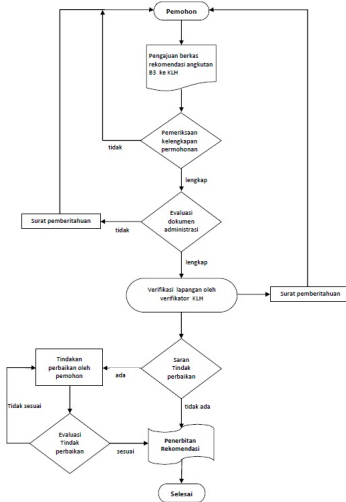 Pemohon
Pengajuan berkas
rekomendasi angkutan
B3 ke KLH
Pemeriksaan
kelengkapan
permohonan
tidak
lengkap
Evaluasi
dokumen
administrasi
Surat pemberitahuan
tidak
lengkap
Verifikasi lapangan oleh
verifikator KLH
Surat pemberitahuan
Saran
Tindak
perbaikan
Tindakan
perbaikan oleh
pemohon
ada
tidak ada
Tidak sesuai
Evaluasi
Tindak
perbaikan
sesuai
Penerbitan
Rekomendasi
Selesai